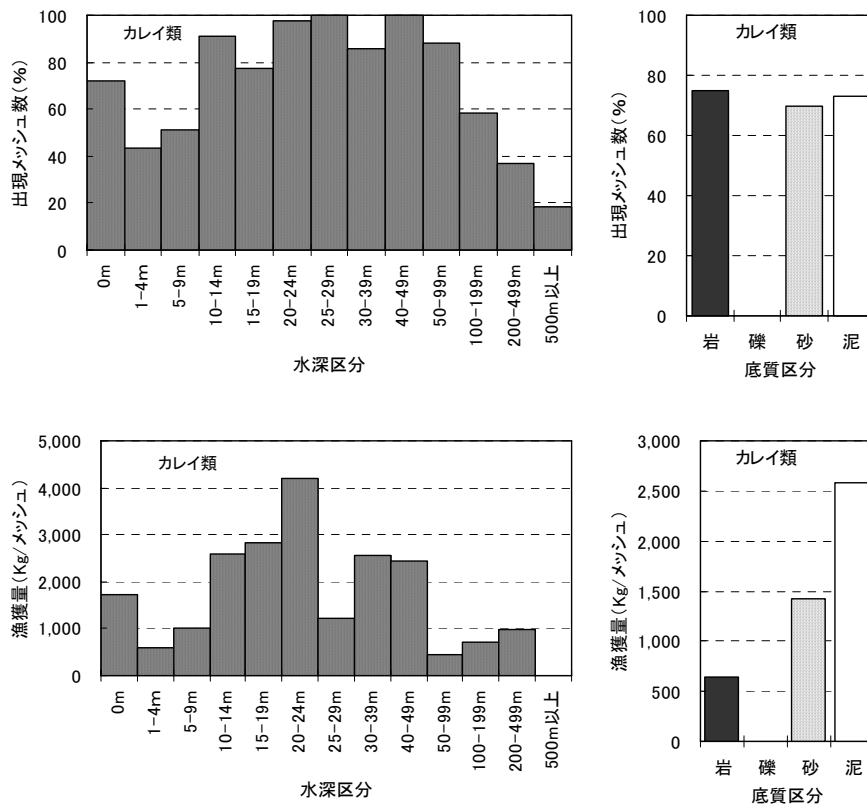 カレイ類
出現メッシュ数(%)
100
80
60
40
20
0
0m
1-4m
5-9m
10-14m
15-19m
20-24m
25-29m
30-39m
40-49m
50-99m
100-199m
200-499m
500m以上
水深区分
カレイ類
出現メッシュ数(%)
100
80
60
40
20
0
岩 礫 砂 泥
底質区分
カレイ類
漁獲量(Kg/メッシュ)
5,000
4,000
3,000
2,000
1,000
0
0m
1-4m
5-9m
10-14m
15-19m
20-24m
25-29m
30-39m
40-49m
50-99m
100-199m
200-499m
500m以上
水深区分
カレイ類
漁獲量(Kg/メッシュ)
3,000
2,500
2,000
1,500
1,000
500
0
岩 礫 砂 泥
底質区分